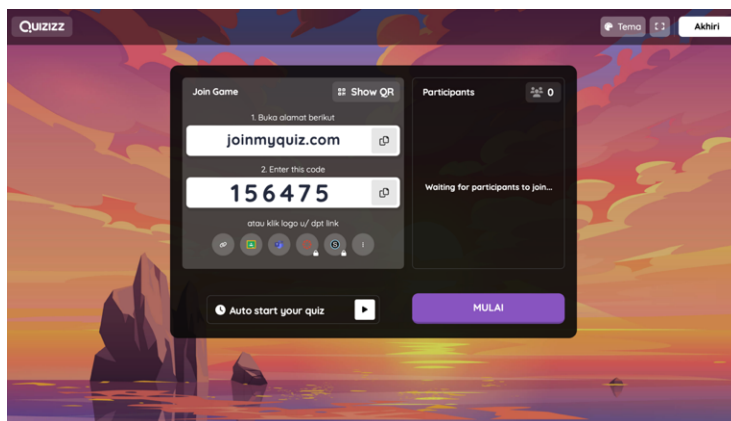 QUIZIZZ
Tema
Akhiri
Join Game
Show QR
1. Buka alamat berikut
joinmyquiz.com
2. Enter this code
156475
atau klik logo u/ dpt link
Auto start your quiz
Participants
0
Waiting for participants to join...
MULAI